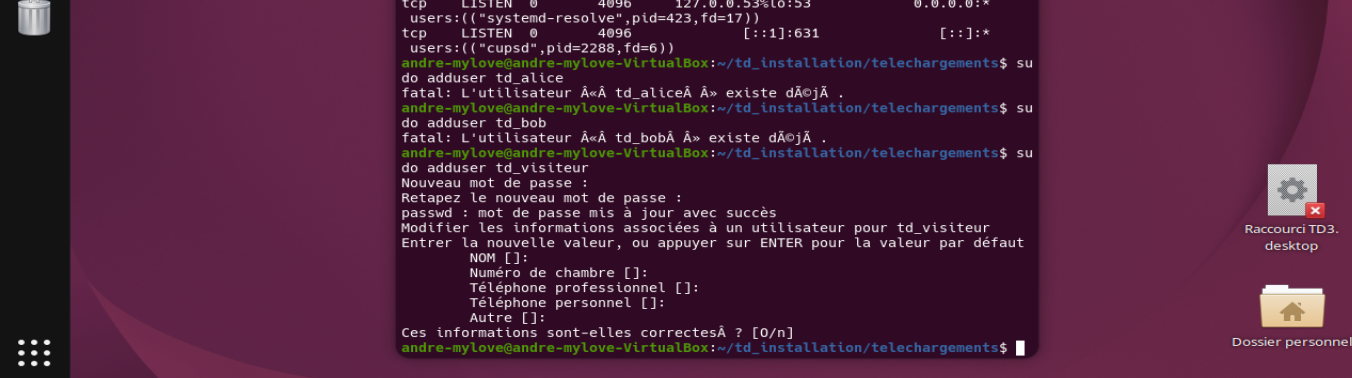 tcp LISTEN 0 4096 127.0.0.53%lo:53 0.0.0.0:*
users:(("systemd-resolve",pid=423,fd=17))
tcp LISTEN 0 4096 [::1]:631 [::]:*
users:(("cupsd",pid=2288,fd=6))
andre-mylove@andre-mylove-VirtualBox:~/td_installation/telechargements$ su
do adduser td_alice
fatal: L'utilisateur Â«Â td_aliceÂ Â» existe dÃ©jÃ .
andre-mylove@andre-mylove-VirtualBox:~/td_installation/telechargements$ su
do adduser td_bob
fatal: L'utilisateur Â«Â td_bobÂ Â» existe dÃ©jÃ .
andre-mylove@andre-mylove-VirtualBox:~/td_installation/telechargements$ su
do adduser td_visiteur
Nouveau mot de passe :
Retapez le nouveau mot de passe :
passwd : mot de passe mis à jour avec succès
Modifier les informations associées à un utilisateur pour td_visiteur
Entrer la nouvelle valeur, ou appuyer sur ENTER pour la valeur par défaut
NOM []:
Numéro de chambre []:
Téléphone professionnel []:
Téléphone personnel []:
Autre []:
Ces informations sont-elles correctesÂ ? [O/n]
andre-mylove@andre-mylove-VirtualBox:~/td_installation/telechargements$
Raccourci TD3.
desktop
Dossier personnel